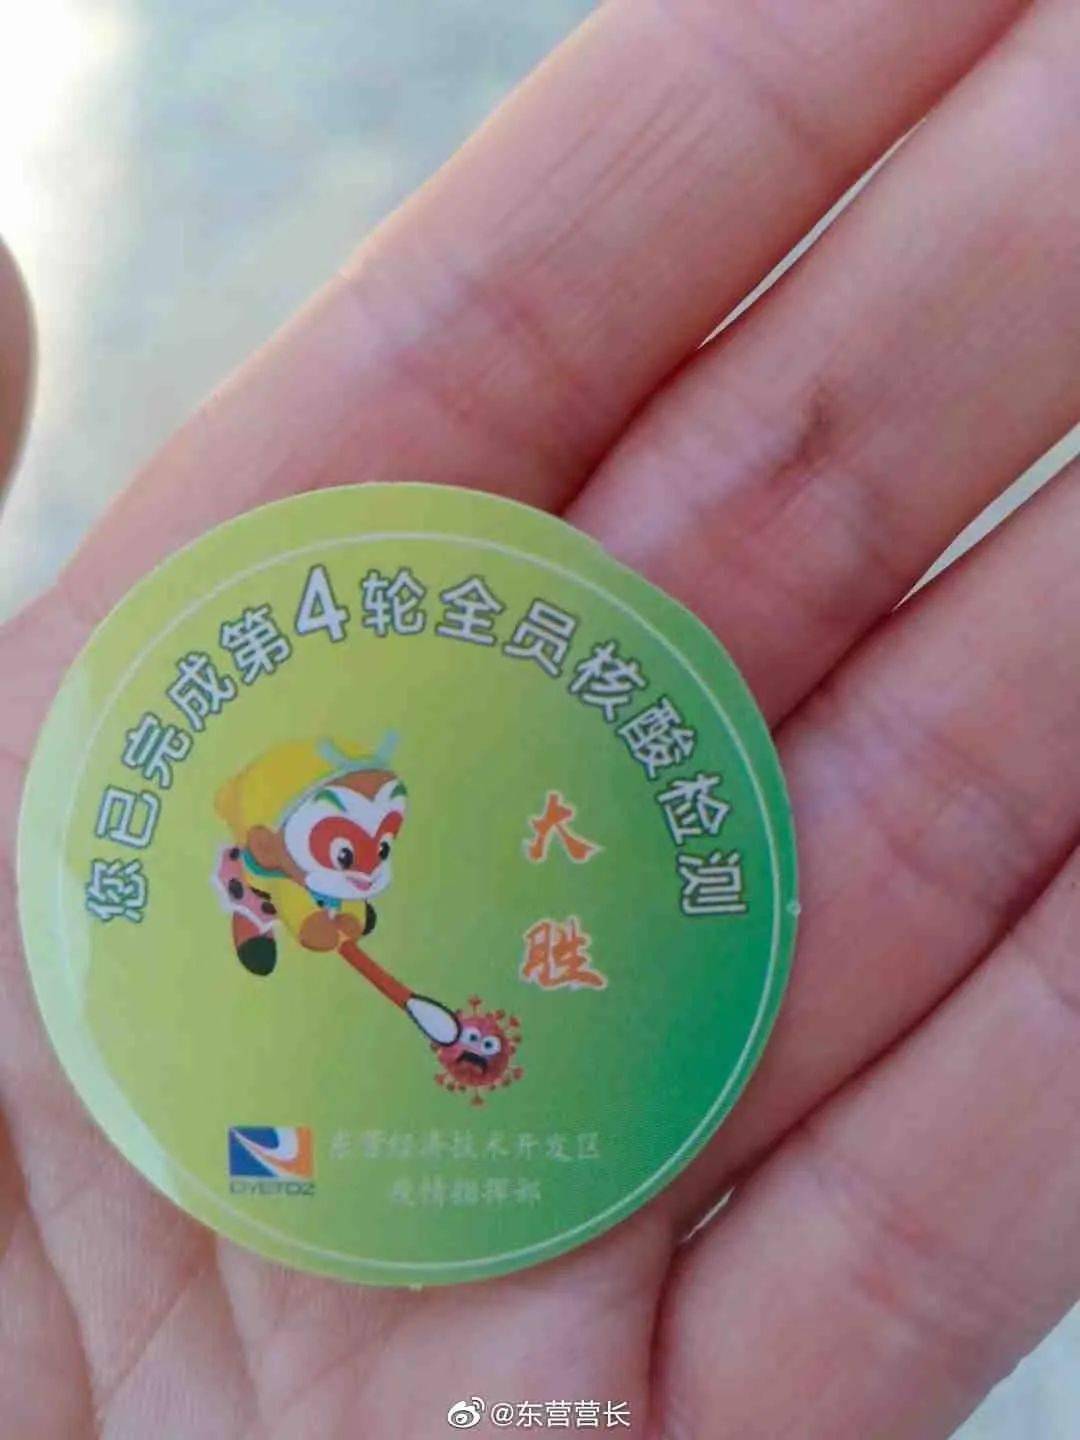 您已完成第4轮全员核酸检测
大
胜
DYETDZ
东营经济技术开发区
疫情指挥部
@东营营长